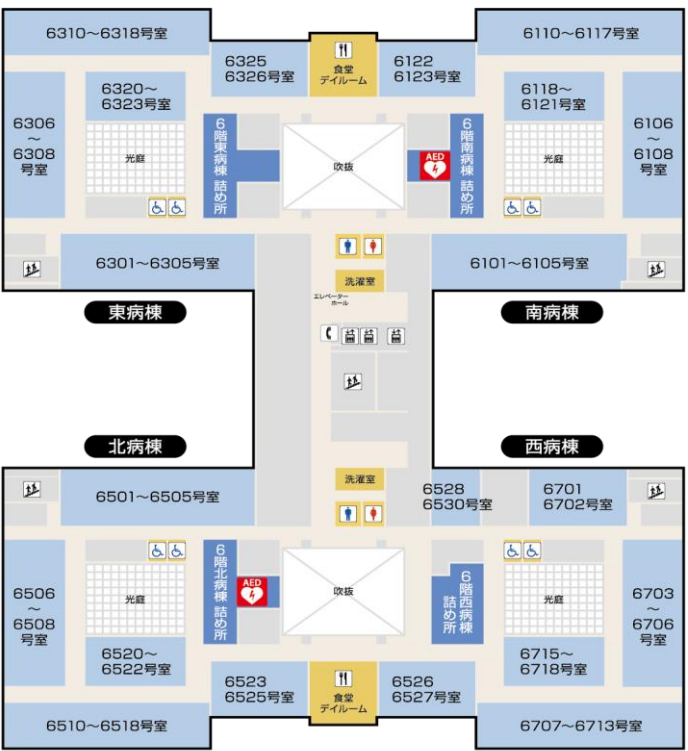 6310～6318号室
6325
6326号室
食堂
デイルーム
6122
6123号室
6110～6117号室
6306
～
6308
号室
6320～
6323号室
光庭
6階東病棟 詰め所
吹抜
AED
6階南病棟 詰め所
6118～
6121号室
光庭
6106
～
6108
号室
6301～6305号室
洗濯室
エレベーター
ホール
6101～6105号室
東病棟
南病棟
北病棟
西病棟
6501～6505号室
洗濯室
6528
6530号室
6701
6702号室
6506
～
6508
号室
光庭
6520～
6522号室
6階北病棟 詰め所
AED
吹抜
6階西病棟
詰め所
光庭
6715～
6718号室
6703
～
6706
号室
6510～6518号室
6523
6525号室
食堂
デイルーム
6526
6527号室
6707～6713号室